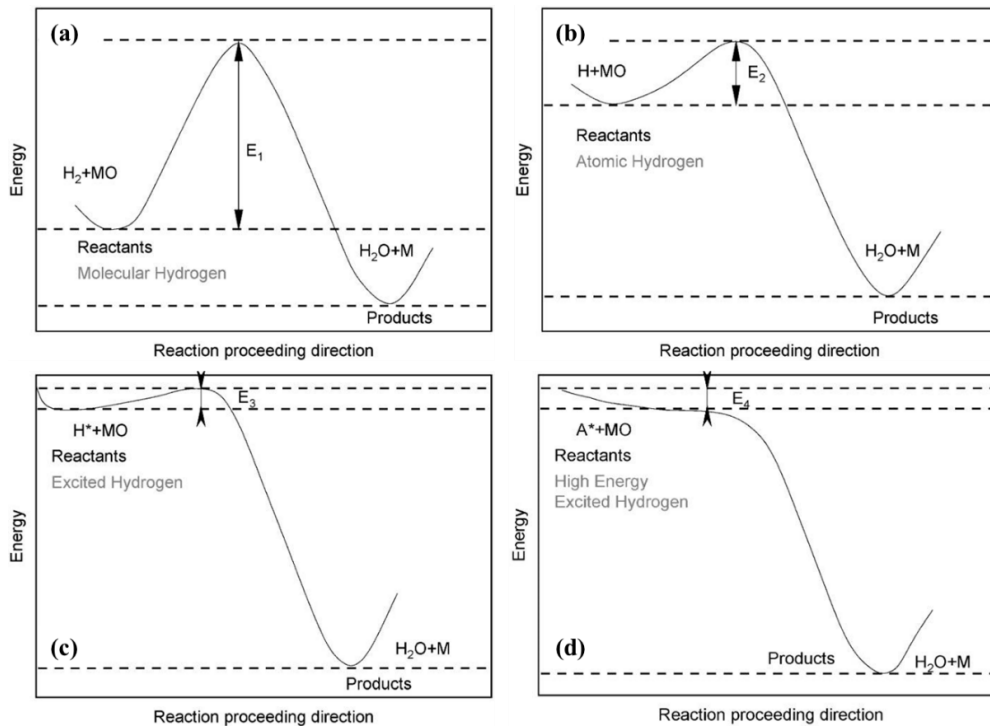 (a)
E₁
H₂+MO
Reactants
Molecular Hydrogen
H₂O+M
Products
Energy
Reaction proceeding direction
(b)
H+MO
E₂
Reactants
Atomic Hydrogen
H₂O+M
Products
Energy
Reaction proceeding direction
E₃
H*+MO
Reactants
Excited Hydrogen
(c)
H₂O+M
Products
Energy
Reaction proceeding direction
E₄
A*+MO
Reactants
High Energy
Excited Hydrogen
(d)
Products
H₂O+M
Energy
Reaction proceeding direction